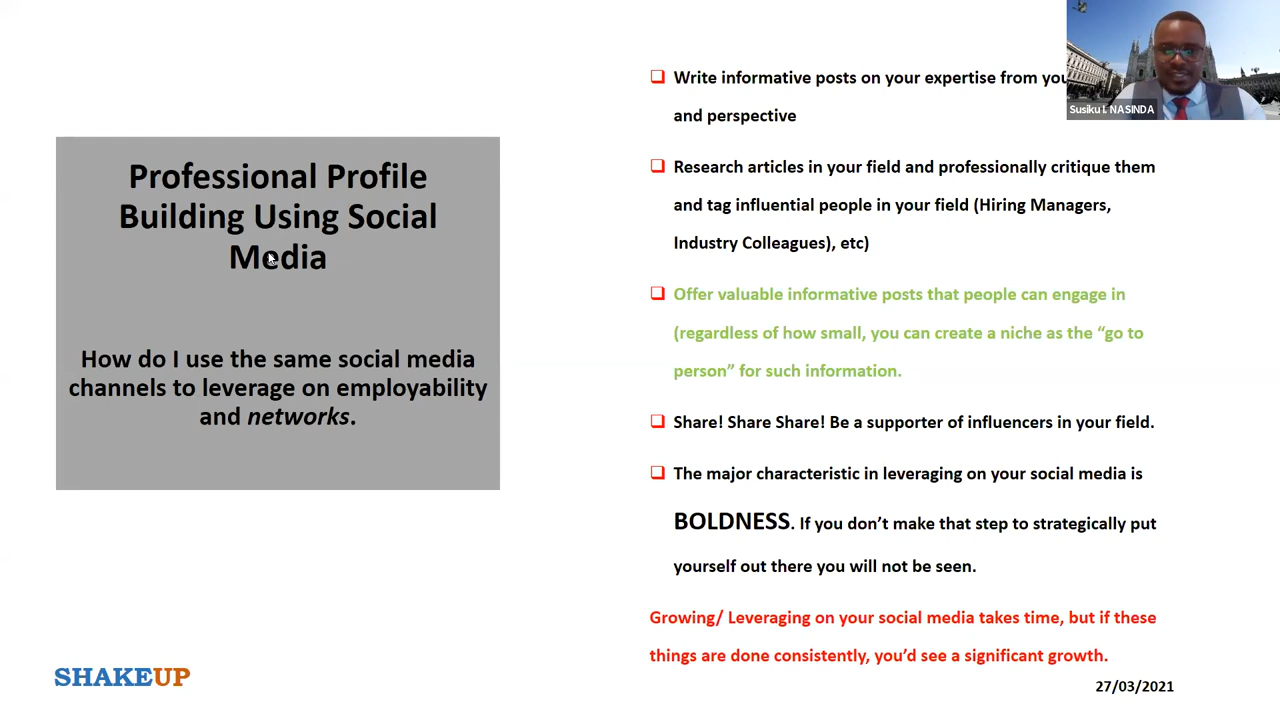 Professional Profile
Building Using Social
Media
How do I use the same social media
channels to leverage on employability
and networks.
Write informative posts on your expertise from
and perspective
Research articles in your field and professionally critique them
and tag influential people in your field (Hiring Managers,
Industry Colleagues), etc)
Offer valuable informative posts that people can engage in
(regardless of how small, you can create a niche as the “go to
person” for such information.
Share! Share Share! Be a supporter of influencers in your field.
The major characteristic in leveraging on your social media is
BOLDNESS. If you don’t make that step to strategically put
yourself out there you will not be seen.
Growing/ Leveraging on your social media takes time, but if these
things are done consistently, you’d see a significant growth.
Susiku I. NASINDA
SHAKEUP
27/03/2021